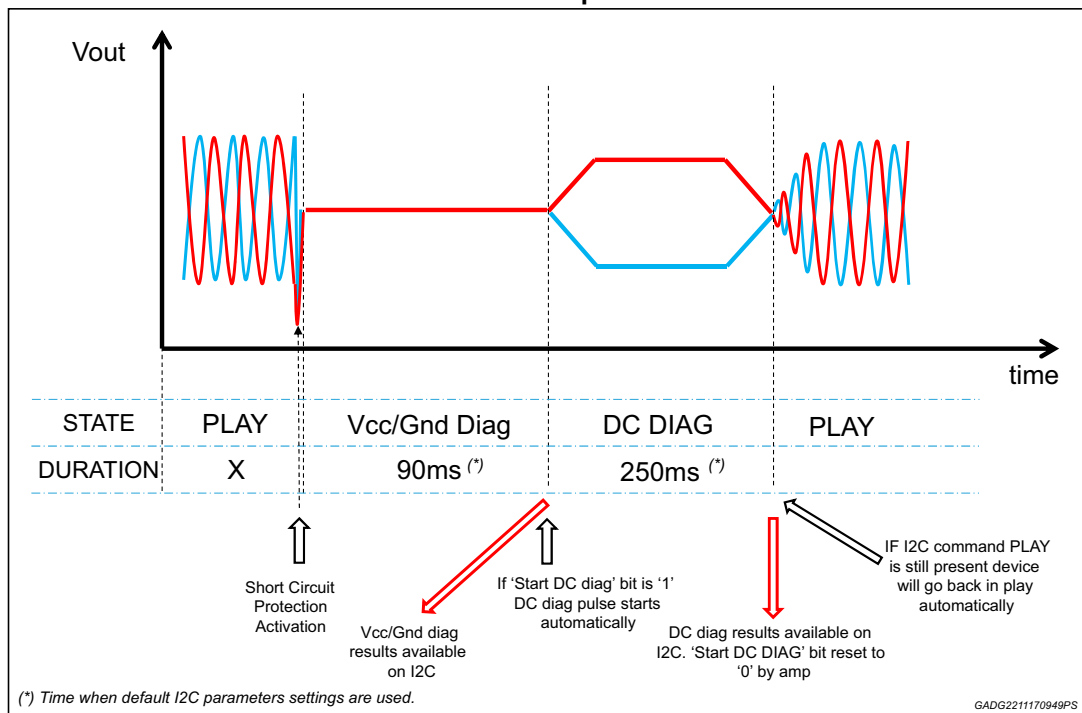 Vout
time
STATE PLAY Vcc/Gnd Diag DC DIAG PLAY
DURATION X 90ms (*) 250ms (*)
Short Circuit
Protection
Activation
Vcc/Gnd diag
results available
on I2C
If ‘Start DC diag’ bit is ‘1’
DC diag pulse starts
automatically
DC diag results available on
I2C. ‘Start DC DIAG’ bit reset to
‘0’ by amp
IF I2C command PLAY
is still present device
will go back in play
automatically
(*) Time when default I2C parameters settings are used.
GADG2211170949PS